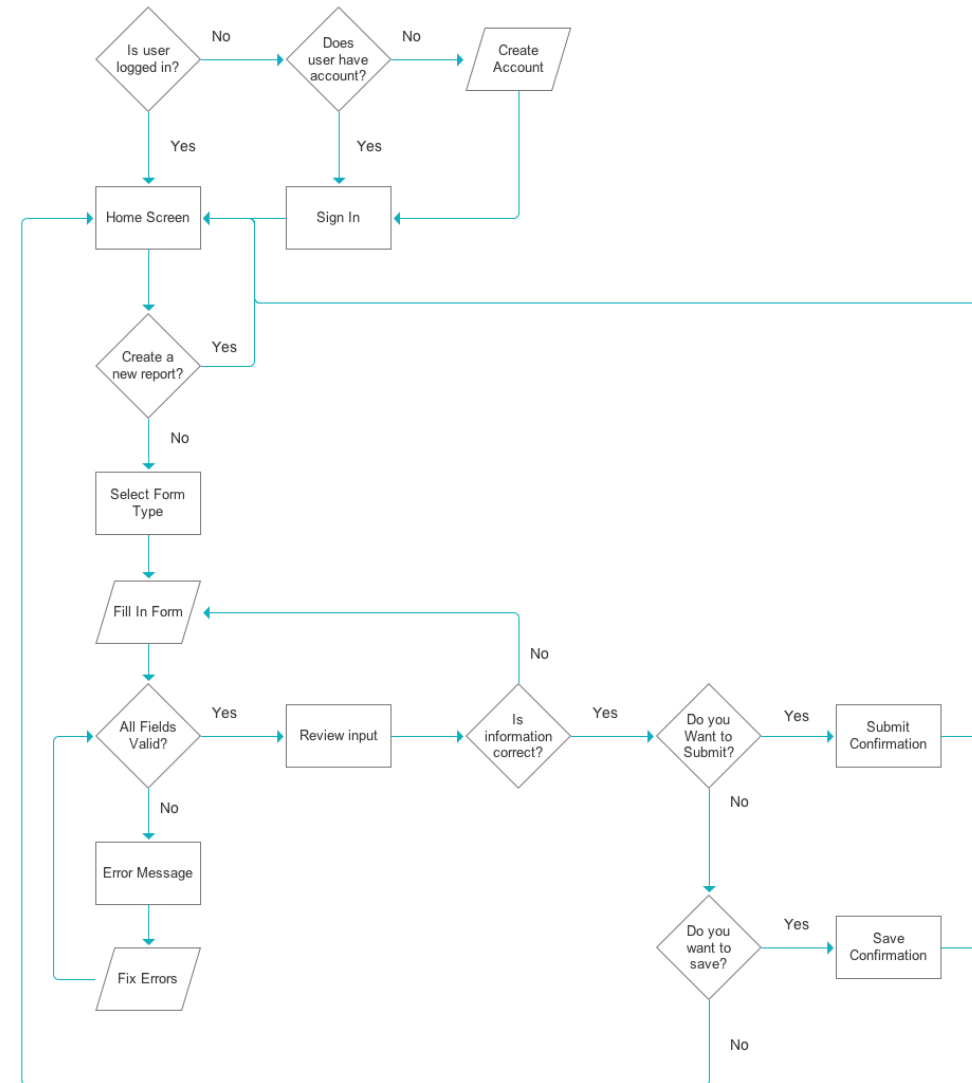 No
No
Is user
logged in?
Does
user have
account?
Create
Account
Yes
Yes
Home Screen
Sign In
Create a
new report?
Yes
No
Select Form
Type
Fill In Form
No
All Fields
Valid?
Yes
Review input
Is
information
correct?
Yes
Do you
Want to
Submit?
Yes
Submit
Confirmation
No
No
Error Message
Do you
want to
save?
Yes
Save
Confirmation
Fix Errors
No